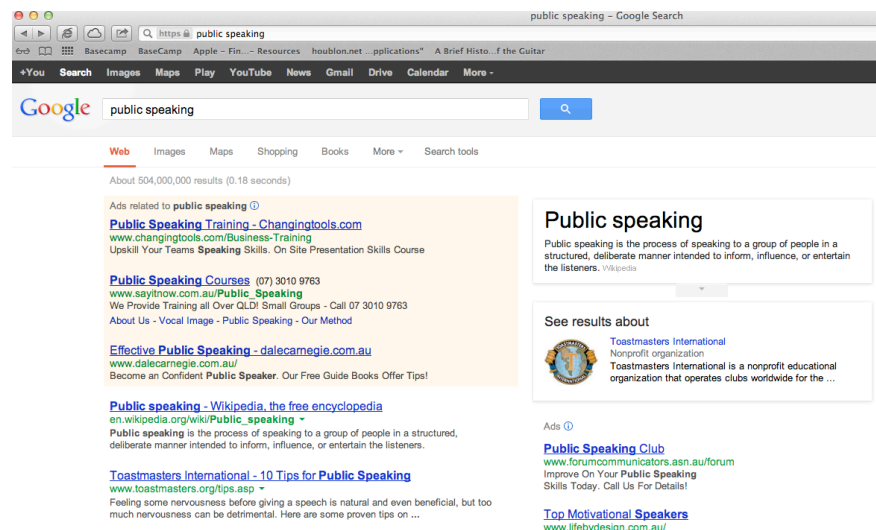 public speaking – Google Search
https public speaking
Basecamp BaseCamp Apple – Fin...– Resources houblon.net ...pplications" A Brief Histo...f the Guitar
+You Search Images Maps Play YouTube News Gmail Drive Calendar More
Google public speaking
Web Images Maps Shopping Books More Search tools
About 504,000,000 results (0.18 seconds)
Ads related to public speaking
Public Speaking Training - Changingtools.com
www.changingtools.com/Business-Training
Upskill Your Teams Speaking Skills. On Site Presentation Skills Course
Public Speaking Courses (07) 3010 9763
www.sayitnow.com.au/Public_Speaking
We Provide Training all Over QLD! Small Groups - Call 07 3010 9763
About Us - Vocal Image - Public Speaking - Our Method
Effective Public Speaking - dalecarnegie.com.au
www.dalecarnegie.com.au/
Become an Confident Public Speaker. Our Free Guide Books Offer Tips!
Public speaking - Wikipedia, the free encyclopedia
en.wikipedia.org/wiki/Public_speaking
Public speaking is the process of speaking to a group of people in a structured,
deliberate manner intended to inform, influence, or entertain the listeners.
Toastmasters International - 10 Tips for Public Speaking
www.toastmasters.org/tips.asp
Feeling some nervousness before giving a speech is natural and even beneficial, but too
much nervousness can be detrimental. Here are some proven tips on ...
Public speaking
Public speaking is the process of speaking to a group of people in a
structured, deliberate manner intended to inform, influence, or entertain
the listeners. Wikipedia
See results about
Toastmasters International
Nonprofit organization
Toastmasters International is a nonprofit educational
organization that operates clubs worldwide for the ...
Ads
Public Speaking Club
www.forumcommunicators.asn.au/forum
Improve On Your Public Speaking
Skills Today. Call Us For Details!
Top Motivational Speakers
www.lifebydesign.com.au/